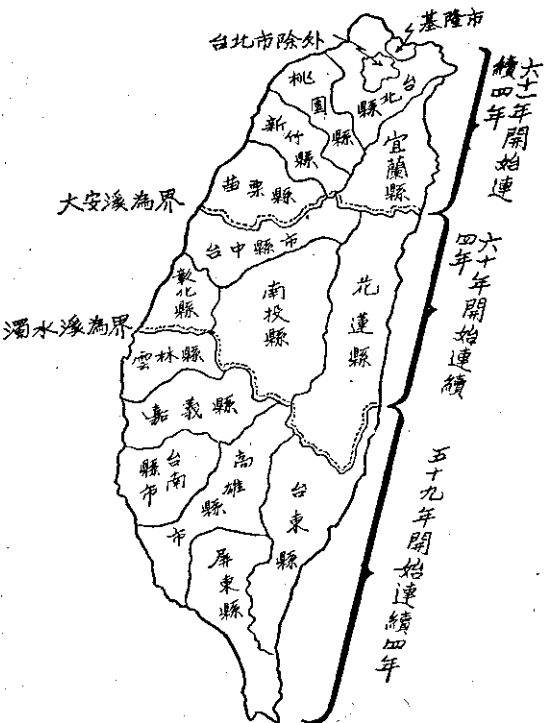 基隆市
台北市除外
台北縣
桃園縣
新竹縣
宜蘭縣
苗栗縣
大安溪為界
台中縣市
彰化縣
南投縣
花蓮縣
濁水溪為界
雲林縣
嘉義縣
台南縣市
高雄縣市
台東縣
屏東縣
六十一年開始連續四年
六十年開始連續四年
五十九年開始連續四年